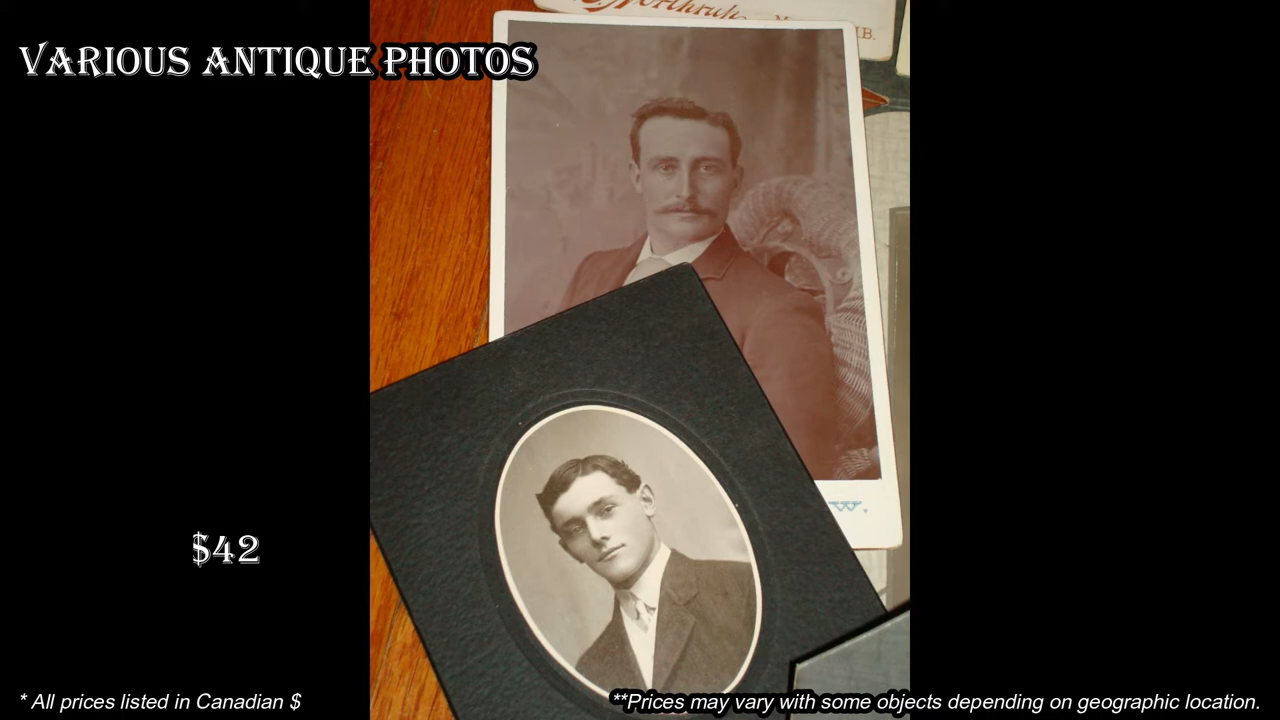 Northrup
VARIOUS ANTIQUE PHOTOS
W.
$42
* All prices listed in Canadian $
**Prices may vary with some objects depending on geographic location.